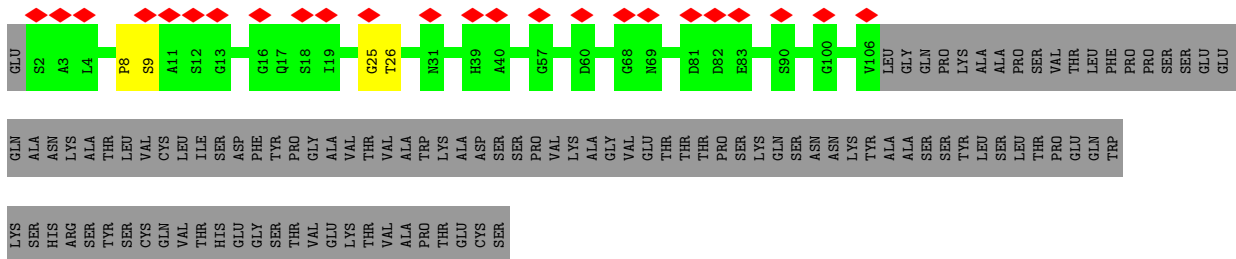 GLU S2 A3 L4 P8 S9 A11 S12 G13 G16 Q17 S18 I19 G25 T26 N31 H39 A40 G57 D60 G68 N69 D81 D82 E83 S90 G100 V106 LEU GLY GLN PRO LYS ALA ALA PRO SER VAL THR LEU PHE PRO PRO SER SER GLU GLU
GLN ALA ASN LYS ALA THR LEU VAL CYS LEU ILE SER ASP PHE TYR PRO GLY ALA VAL THR VAL ALA TRP LYS ALA ASP SER SER PRO VAL LYS ALA GLY VAL GLU THR THR THR PRO SER LYS GLN SER ASN ASN LYS TYR ALA ALA SER SER TYR LEU SER LEU THR PRO GLU GLN TRP
LYS SER HIS ARG SER TYR SER CYS GLN VAL THR HIS GLU GLY SER THR VAL GLU LYS THR VAL ALA PRO THR GLU CYS SER